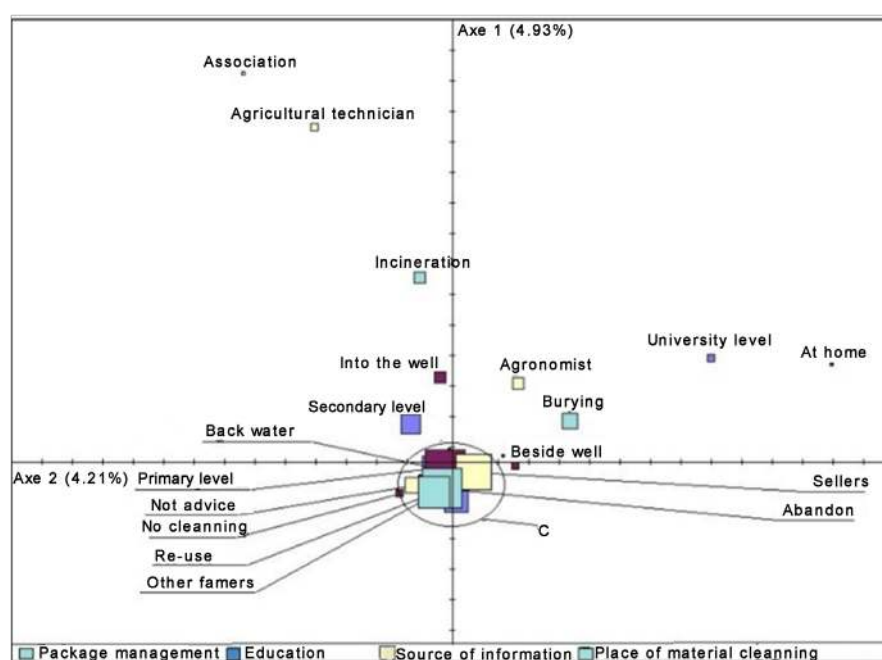 Axe 1 (4.93%)
Association
Agricultural technician
Incineration
University level
At home
Into the well
Agronomist
Secondary level
Burying
Back water
Beside well
Axe 2 (4.21%)
Primary level
Sellers
Not advice
Abandon
No cleanning
C
Re-use
Other famers
Package management
Education
Source of information
Place of material cleanning